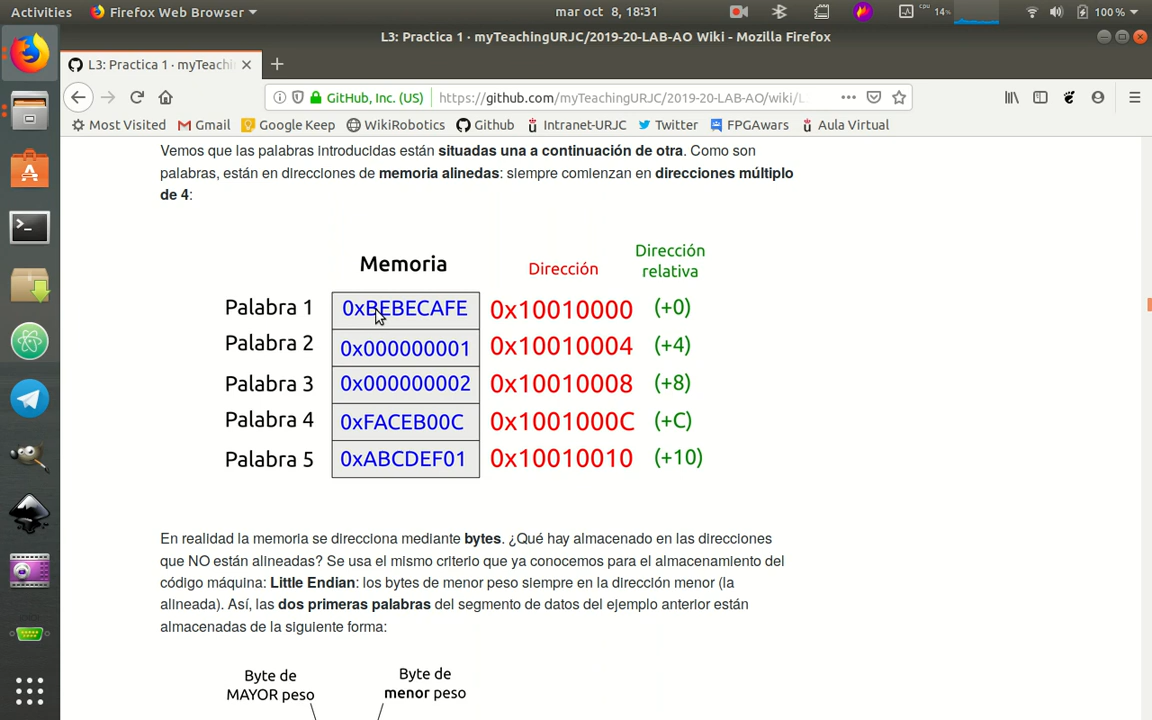 Activities Firefox Web Browser mar oct 8, 18:31 cpu 14% 100 %
L3: Practica 1 · myTeachingURJC/2019-20-LAB-AO Wiki - Mozilla Firefox
L3: Practica 1 · myTeachi
GitHub, Inc. (US) https://github.com/myTeachingURJC/2019-20-LAB-AO/wiki/L
Most Visited Gmail Google Keep WikiRobotics Github Intranet-URJC Twitter FPGAwars Aula Virtual
Vemos que las palabras introducidas están situadas una a continuación de otra. Como son
palabras, están en direcciones de memoria alinedas: siempre comienzan en direcciones múltiplo
de 4:
Memoria Dirección Dirección
relativa
Palabra 1 0xBEBECAFE 0x10010000 (+0)
Palabra 2 0x000000001 0x10010004 (+4)
Palabra 3 0x000000002 0x10010008 (+8)
Palabra 4 0xFACEB00C 0x1001000C (+C)
Palabra 5 0xABCDEF01 0x10010010 (+10)
En realidad la memoria se direcciona mediante bytes. ¿Qué hay almacenado en las direcciones
que NO están alineadas? Se usa el mismo criterio que ya conocemos para el almacenamiento del
código máquina: Little Endian: los bytes de menor peso siempre en la dirección menor (la
alineada). Así, las dos primeras palabras del segmento de datos del ejemplo anterior están
almacenadas de la siguiente forma:
Byte de
MAYOR peso
Byte de
menor peso